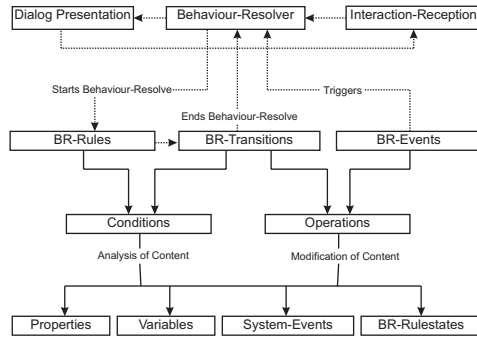 Dialog Presentation
Behaviour-Resolver
Interaction-Reception
Starts Behaviour-Resolve
Triggers
Ends Behaviour-Resolve
BR-Rules
BR-Transitions
BR-Events
Conditions
Operations
Analysis of Content
Modification of Content
Properties
Variables
System-Events
BR-Rulestates